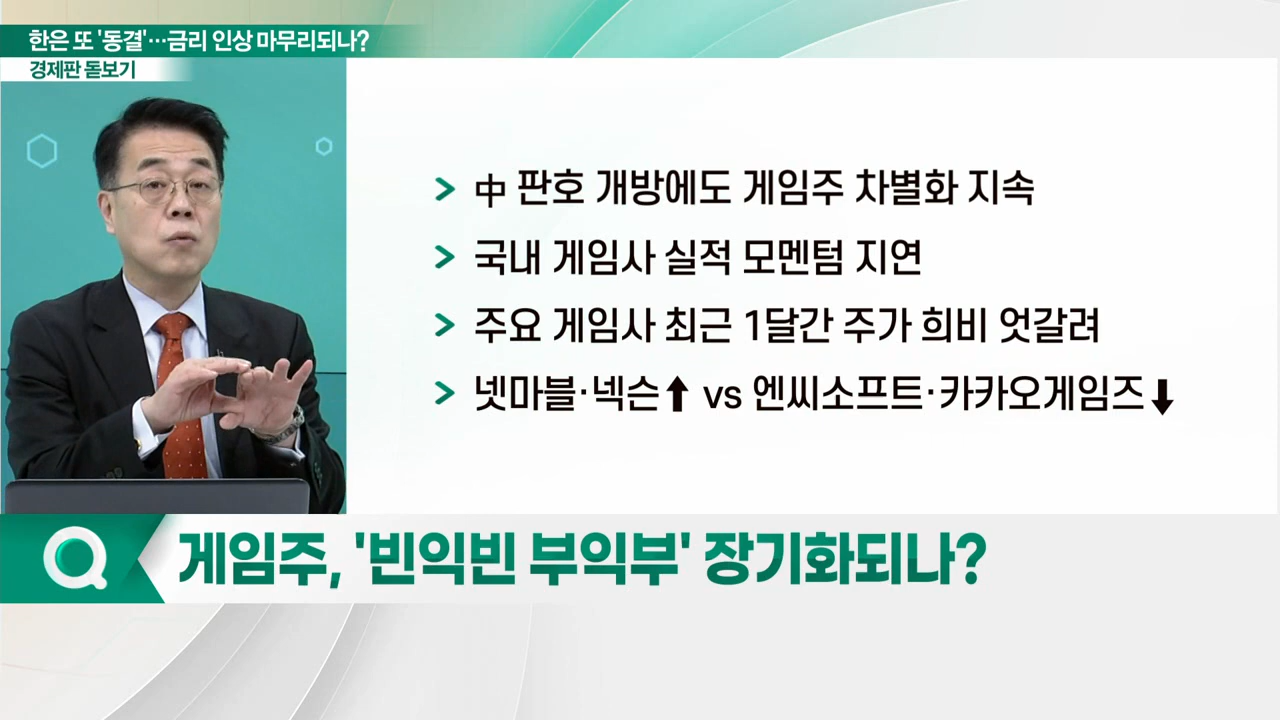 한은 또 '동결'…금리 인상 마무리되나?
경제판 돋보기
> 中 판호 개방에도 게임주 차별화 지속
> 국내 게임사 실적 모멘텀 지연
> 주요 게임사 최근 1달간 주가 희비 엇갈려
> 넷마블·넥슨⬆ vs 엔씨소프트·카카오게임즈⬇
Q 게임주, '빈익빈 부익부' 장기화되나?